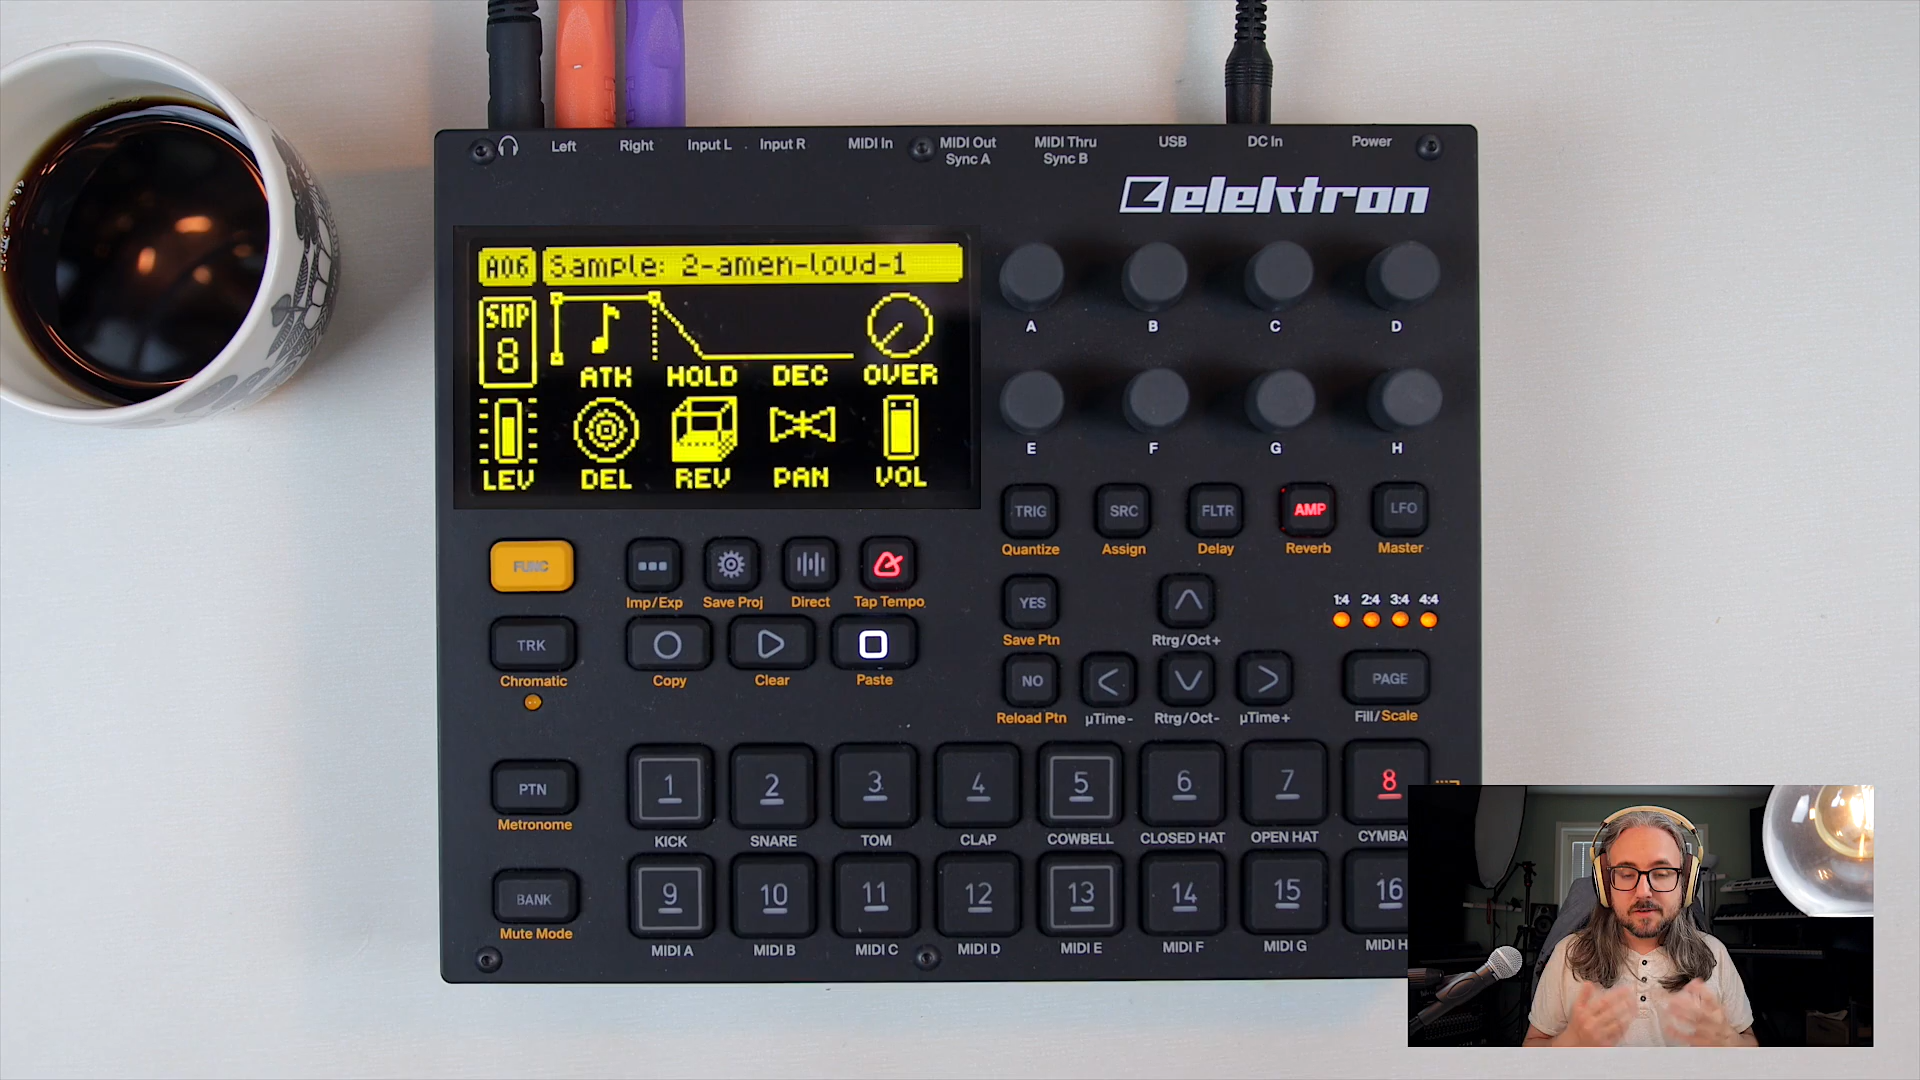 Left Right Input L Input R MIDI In MIDI Out MIDI Thru USB DC In Power
Sync A Sync B
elektron
A06 Sample: 2-amen-loud-1
SMP
8
ATK HOLD DEC OVER
LEV DEL REV PAN VOL
A B C D
E F G H
TRIG SRC FLTR AMP LFO
Quantize Assign Delay Reverb Master
FUNC
Imp/Exp Save Proj Direct Tap Tempo
YES
1:4 2:4 3:4 4:4
Save Ptn Rtrg/Oct+
TRK
Chromatic Copy Clear Paste
NO PAGE
Reload Ptn µTime- Rtrg/Oct- µTime+ Fill/Scale
PTN
Metronome
1 2 3 4 5 6 7 8
KICK SNARE TOM CLAP COWBELL CLOSED HAT OPEN HAT CYMBA
BANK
Mute Mode
9 10 11 12 13 14 15 16
MIDI A MIDI B MIDI C MIDI D MIDI E MIDI F MIDI G MIDI H